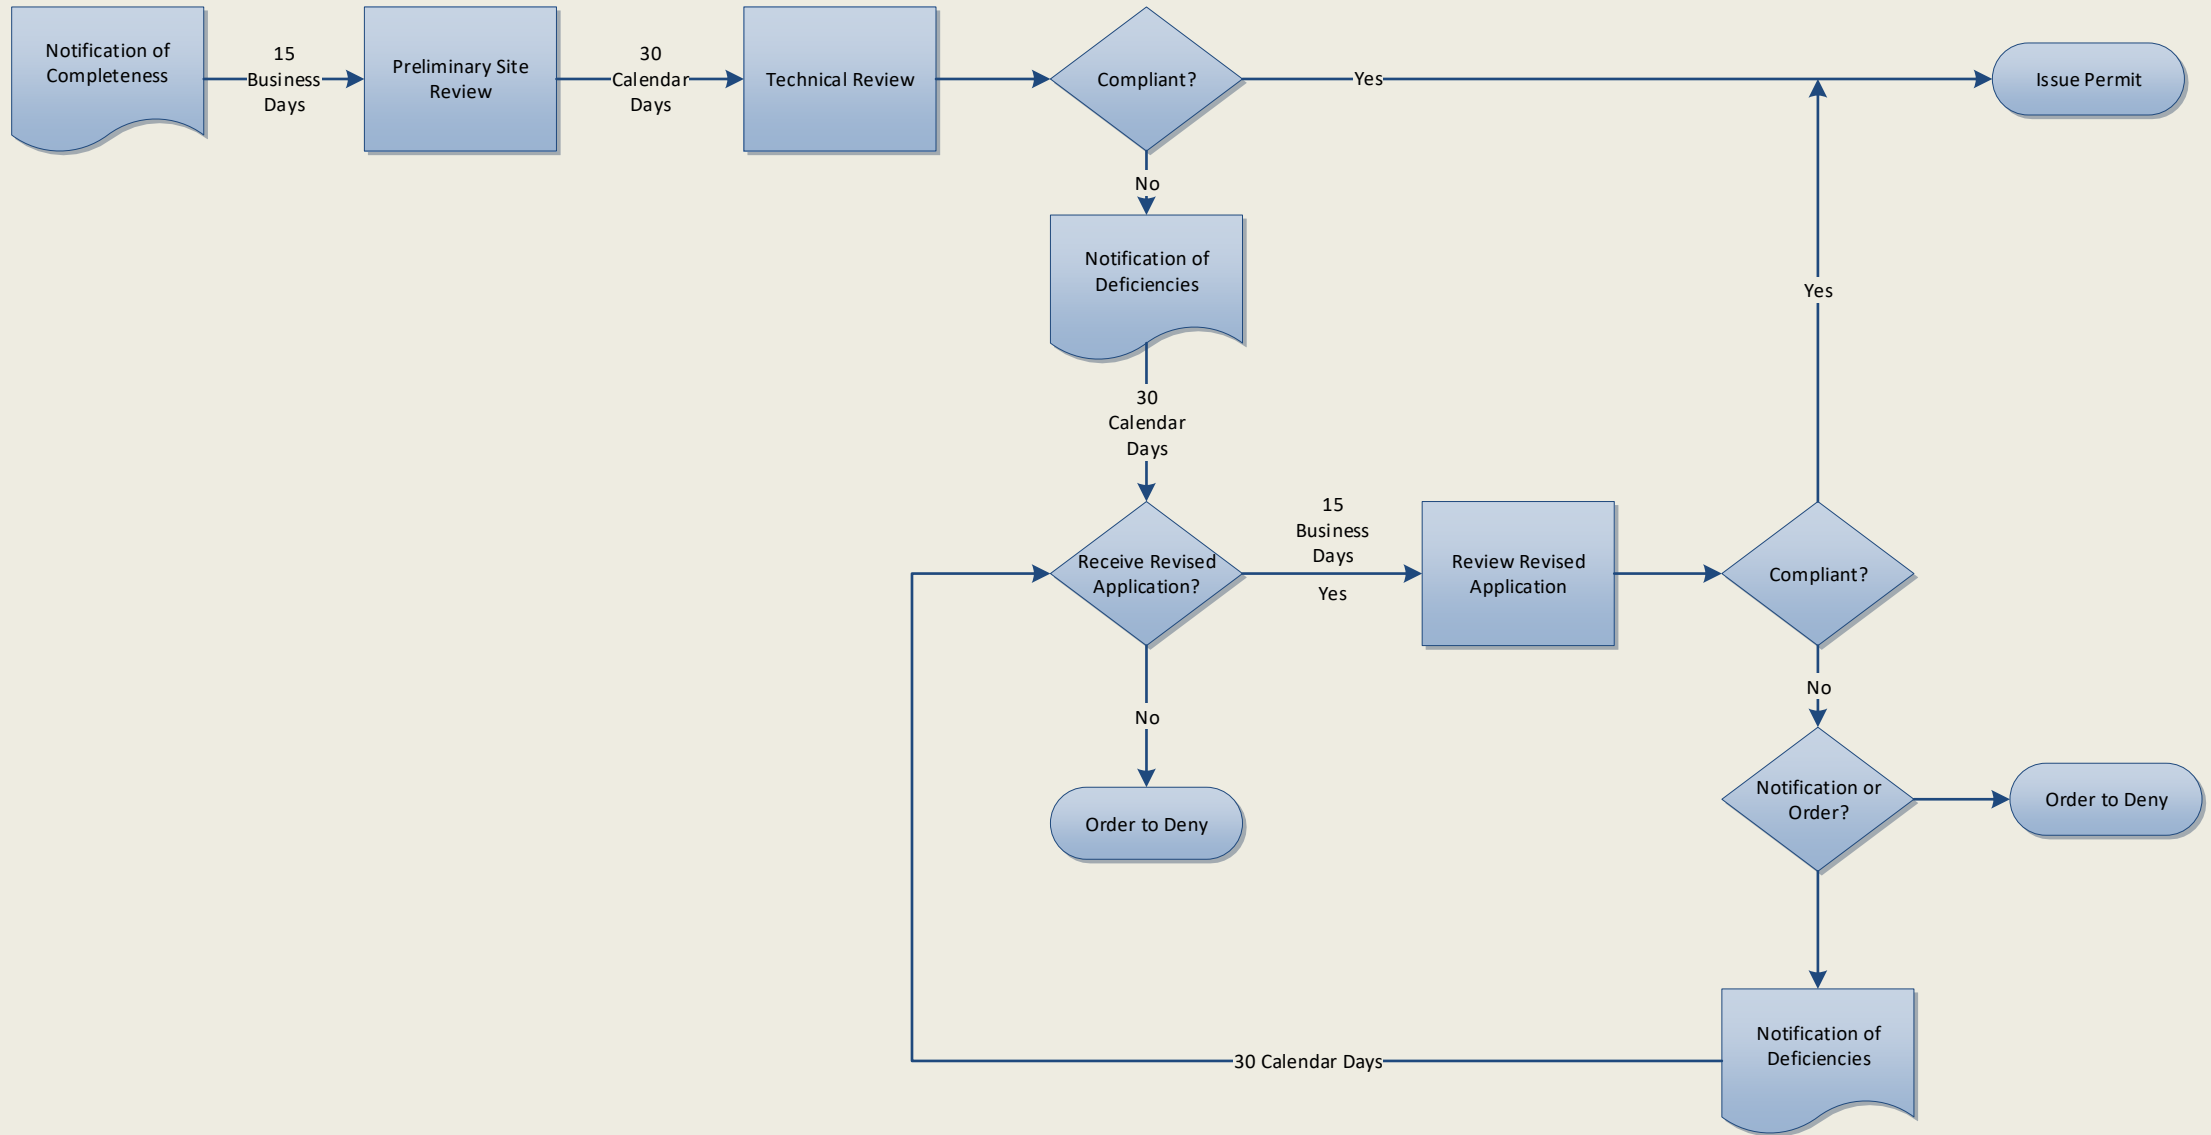 Notification of
Completeness
15
Business
Days
Preliminary Site
Review
30
Calendar
Days
Technical Review
Compliant?
Yes
Issue Permit
No
Notification of
Deficiencies
Yes
30
Calendar
Days
Receive Revised
Application?
15
Business
Days
Yes
Review Revised
Application
Compliant?
No
Order to Deny
No
Notification or
Order?
Order to Deny
Notification of
Deficiencies
30 Calendar Days